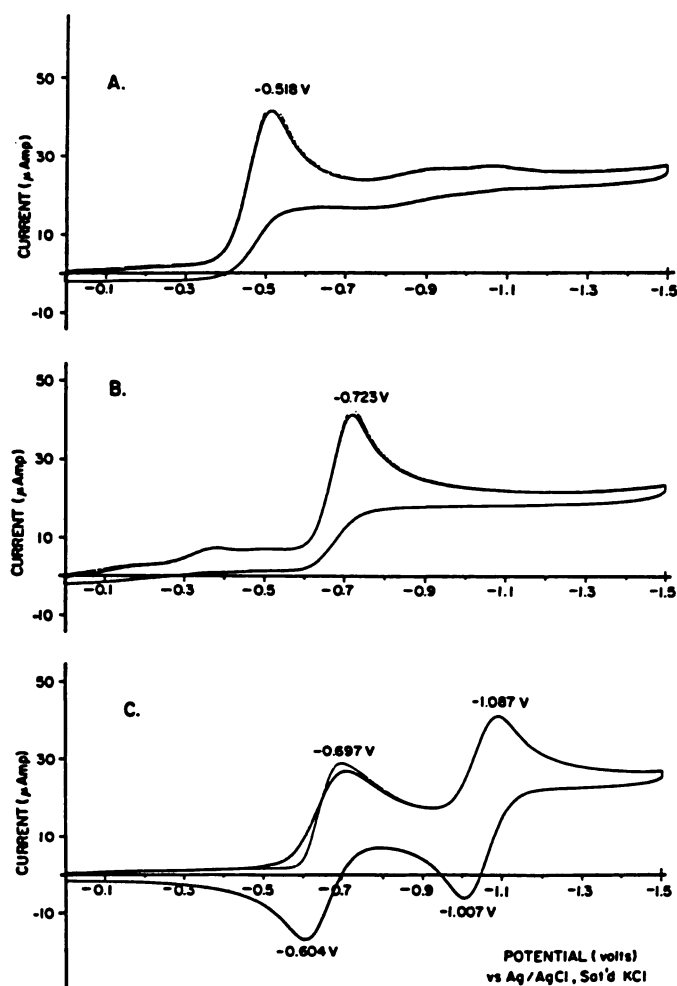 A.
-0.518 V
CURRENT (μAmp)
50
30
10
-10
-0.1 -0.3 -0.5 -0.7 -0.9 -1.1 -1.3 -1.5
B.
-0.723 V
CURRENT (μAmp)
50
30
10
-10
-0.1 -0.3 -0.5 -0.7 -0.9 -1.1 -1.3 -1.5
C.
-0.697 V
-1.087 V
CURRENT (μAmp)
50
30
10
-10
-0.1 -0.3 -0.5 -0.7 -0.9 -1.1 -1.3 -1.5
-0.604 V
-1.007 V
POTENTIAL (volts)
vs Ag/AgCl, Sat'd KCl